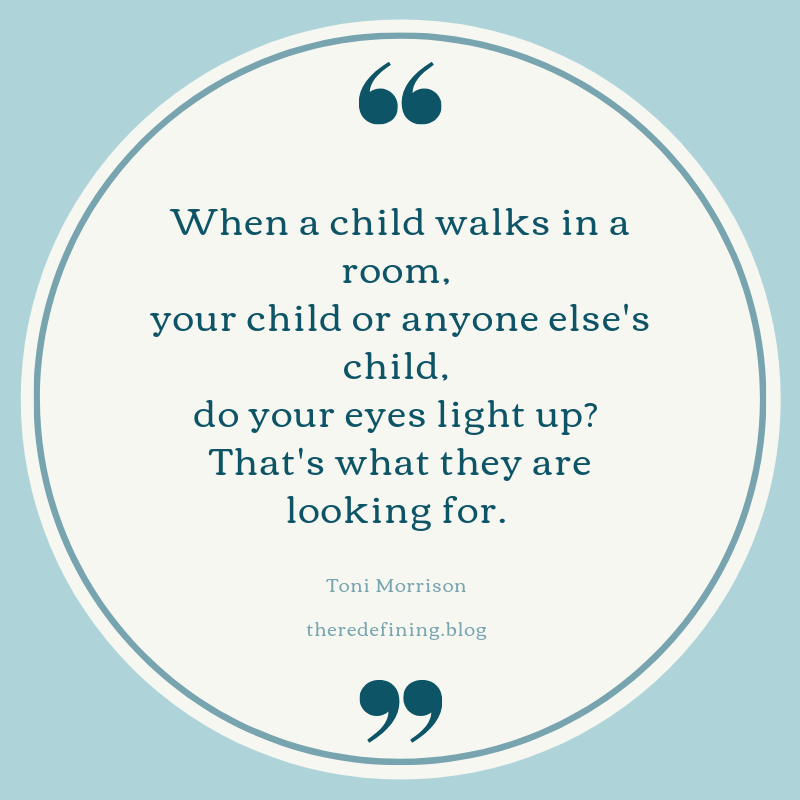 “
When a child walks in a
room,
your child or anyone else's
child,
do your eyes light up?
That's what they are
looking for.
Toni Morrison
theredefining.blog
”